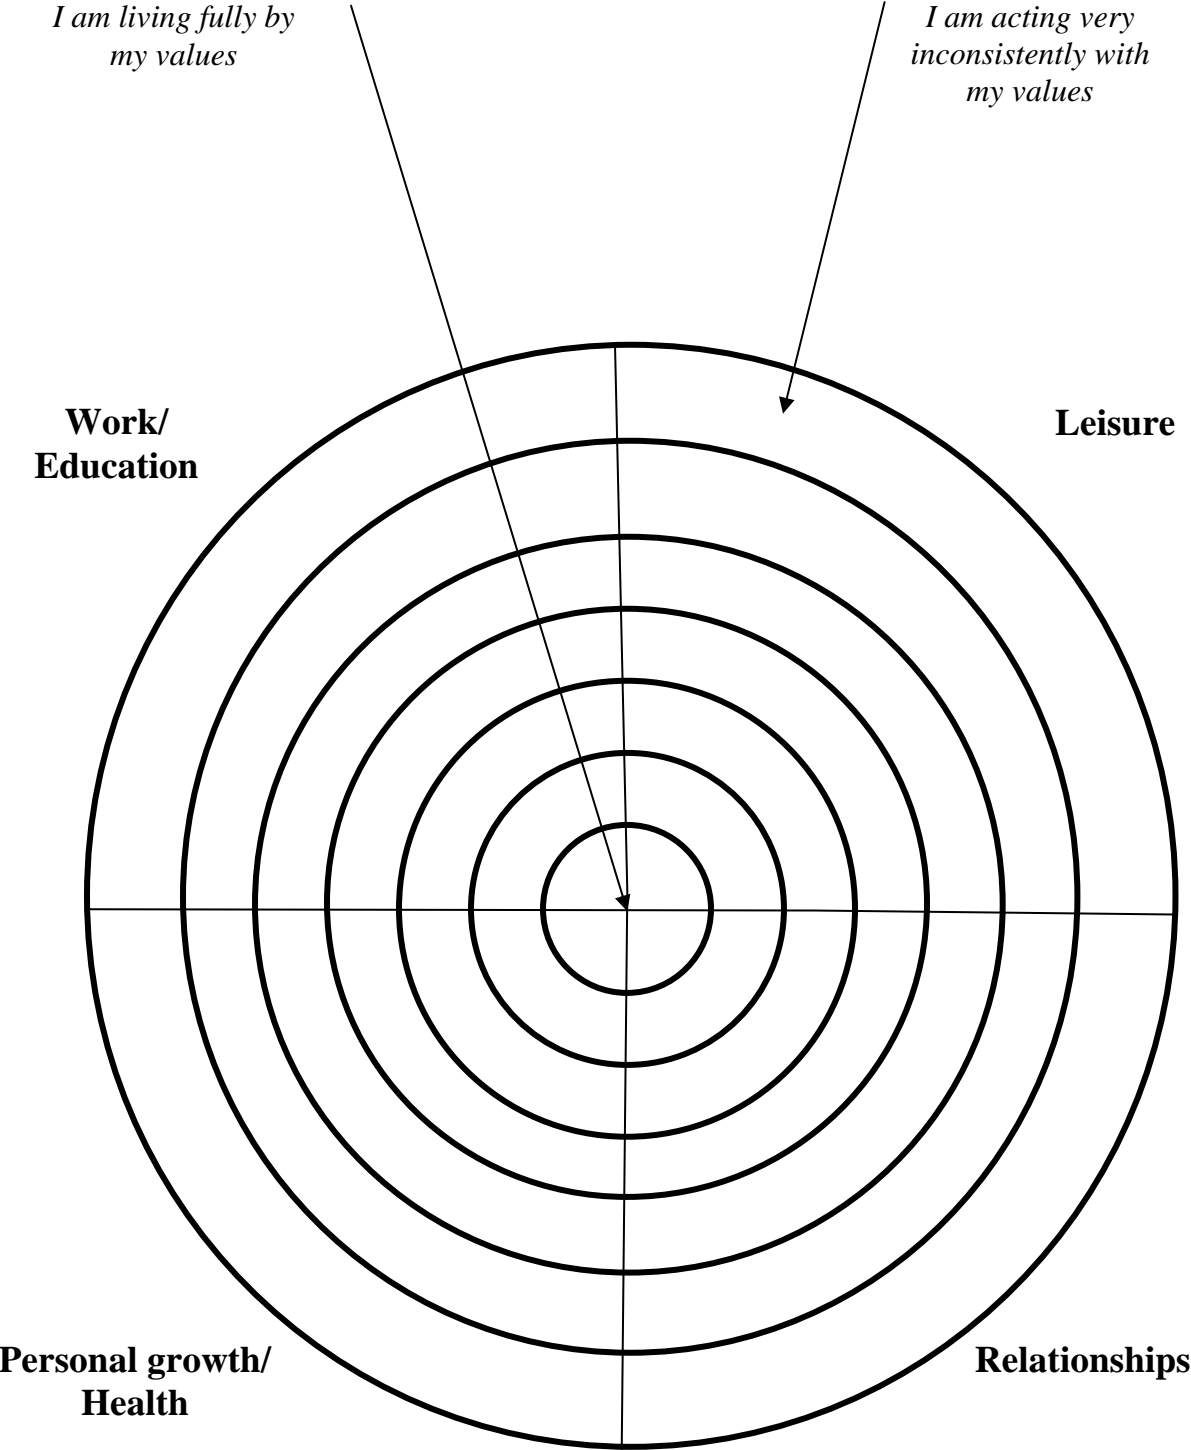 I am living fully by
my values
I am acting very
inconsistently with
my values
Work/
Education
Leisure
Personal growth/
Health
Relationships